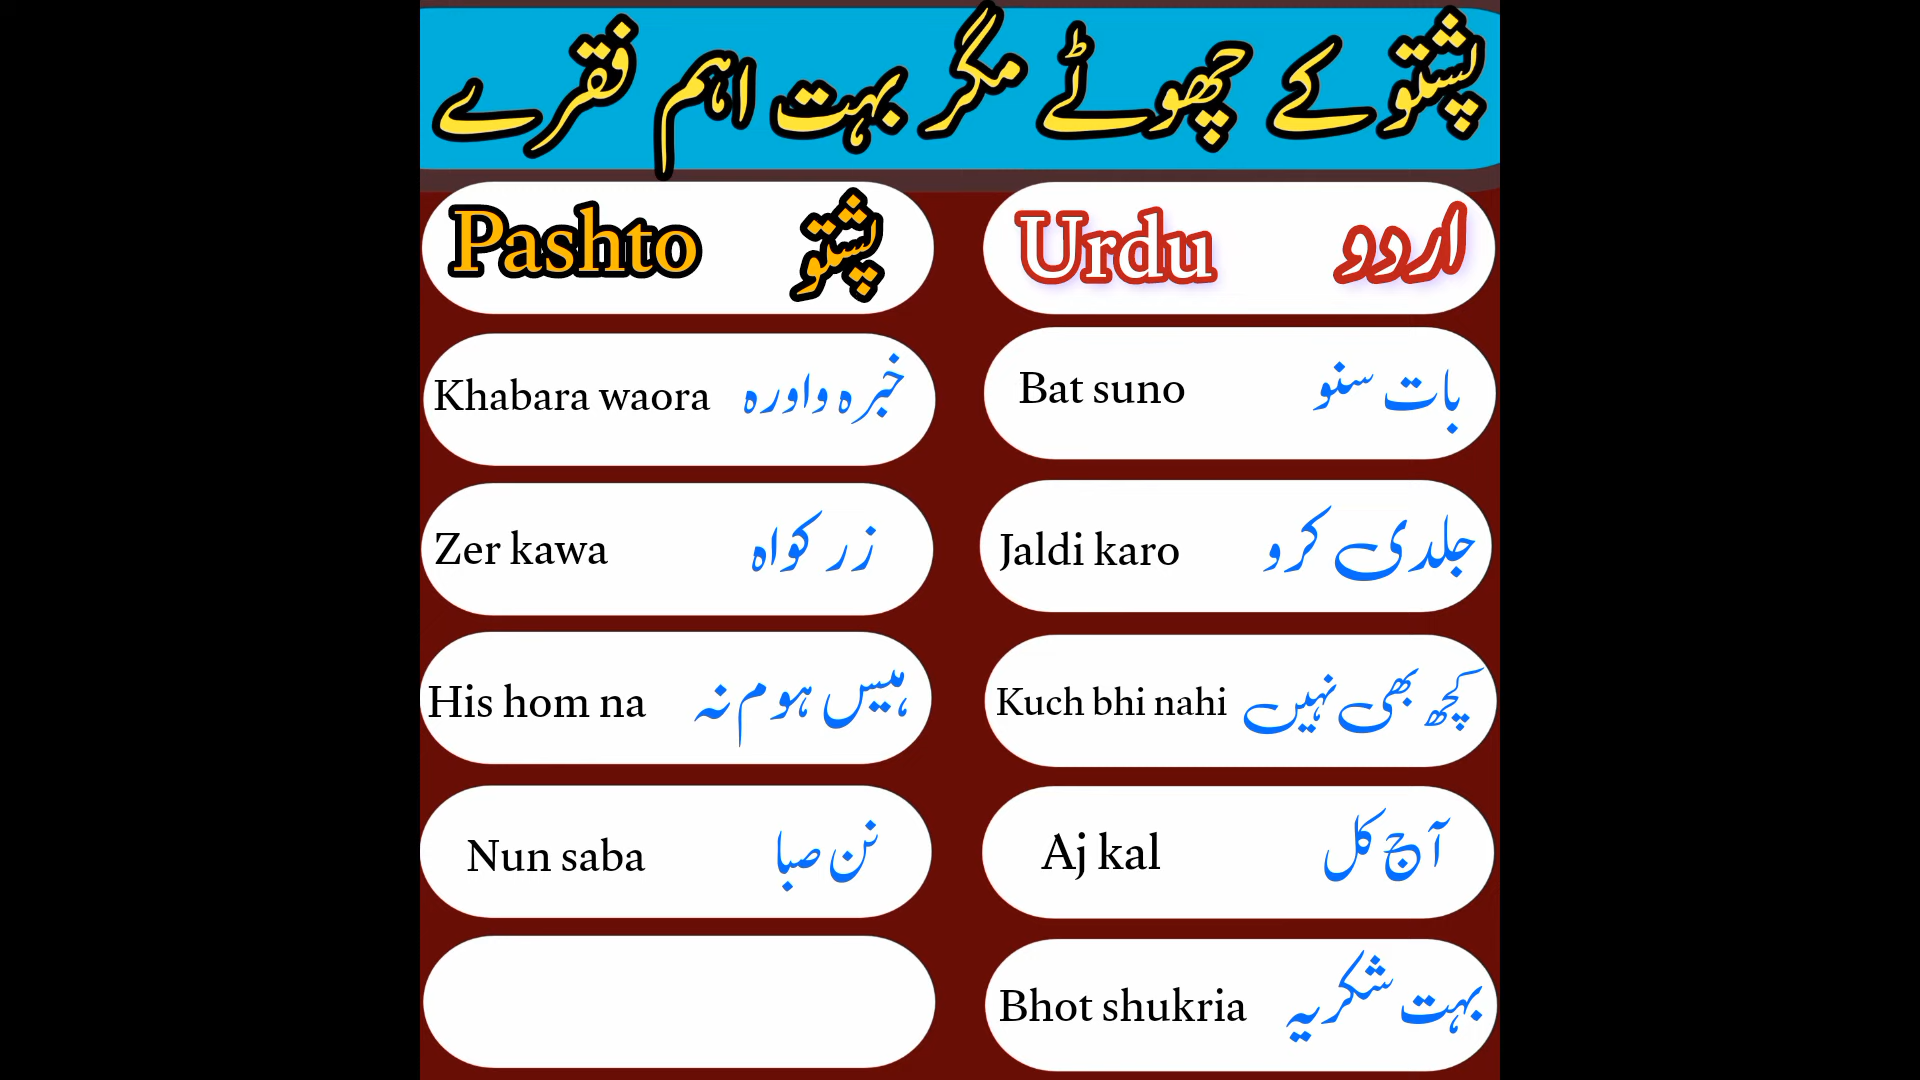 پشتو کے چھوٹے مگر بہت اہم فقرے
Pashto پشتو Urdu اردو
Khabara waora خبرہ واورہ Bat suno بات سنو
Zer kawa زر کواہ Jaldi karo جلدی کرو
His hom na ہیس ہوم نہ Kuch bhi nahi کچھ بھی نہیں
Nun saba نن صبا Aj kal آج کل
Bhot shukria بہت شکریہ